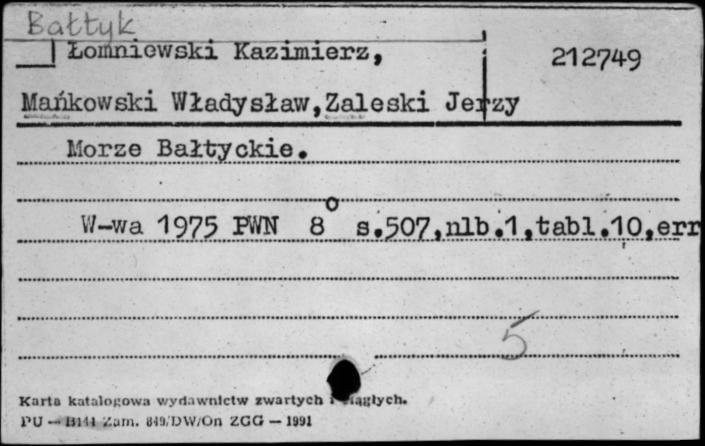 Bałtyk
Łomniewski Kazimierz,
212749
Mańkowski Władysław,Zaleski Jerzy
Morze Bałtyckie.
W-wa 1975 PWN 8° s.507,nlb.1,tabl.10,err
5
Karta katalogowa wydawnictw zwartych i ciągłych.
PU — B144 Zam. 849/DW/On ZGG — 1991